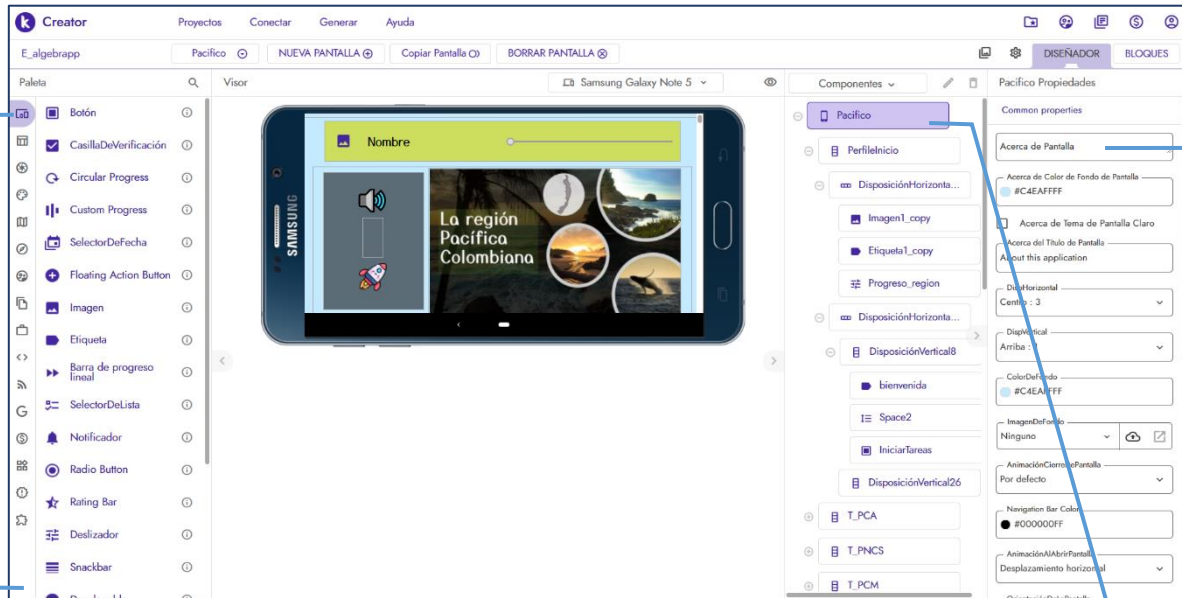 Creator
Proyectos
Conectar
Generar
Ayuda
E_algebrapp
Pacifico
NUEVA PANTALLA
Copiar Pantalla
BORRAR PANTALLA
DISEÑADOR
BLOQUES
Paleta
Botón
CasillaDeVerificación
Circular Progress
Custom Progress
SelectorDeFecha
Floating Action Button
Imagen
Etiqueta
Barra de progreso
lineal
SelectorDeLista
Notificador
Radio Button
Rating Bar
Deslizador
Snackbar
Visor
Samsung Galaxy Note 5
SAMSUNG
Nombre
La región
Pacífica
Colombiana
Componentes
Pacifico
PerfileInicio
DisposiciónHorizonta...
Imagen1_copy
Etiqueta1_copy
Progreso_region
DisposiciónHorizonta...
DisposiciónVertical8
bienvenida
Space2
IniciarTareas
DisposiciónVertical26
T_PCA
T_PNCS
T_PCM
Pacifico Propiedades
Common properties
Acerca de Pantalla
Acerca de Color de Fondo de Pantalla
#C4EAFFFF
Acerca de Tema de Pantalla Claro
Acerca del Título de Pantalla
About this application
DispHorizontal
Centro : 3
DispVertical
Arriba :
ColorDeFondo
#C4EAFFFF
ImagenDeFondo
Ninguno
AnimaciónCierreDePantalla
Por defecto
Navigation Bar Color
#000000FF
AnimaciónAlAbrirPantalla
Desplazamiento horizontal